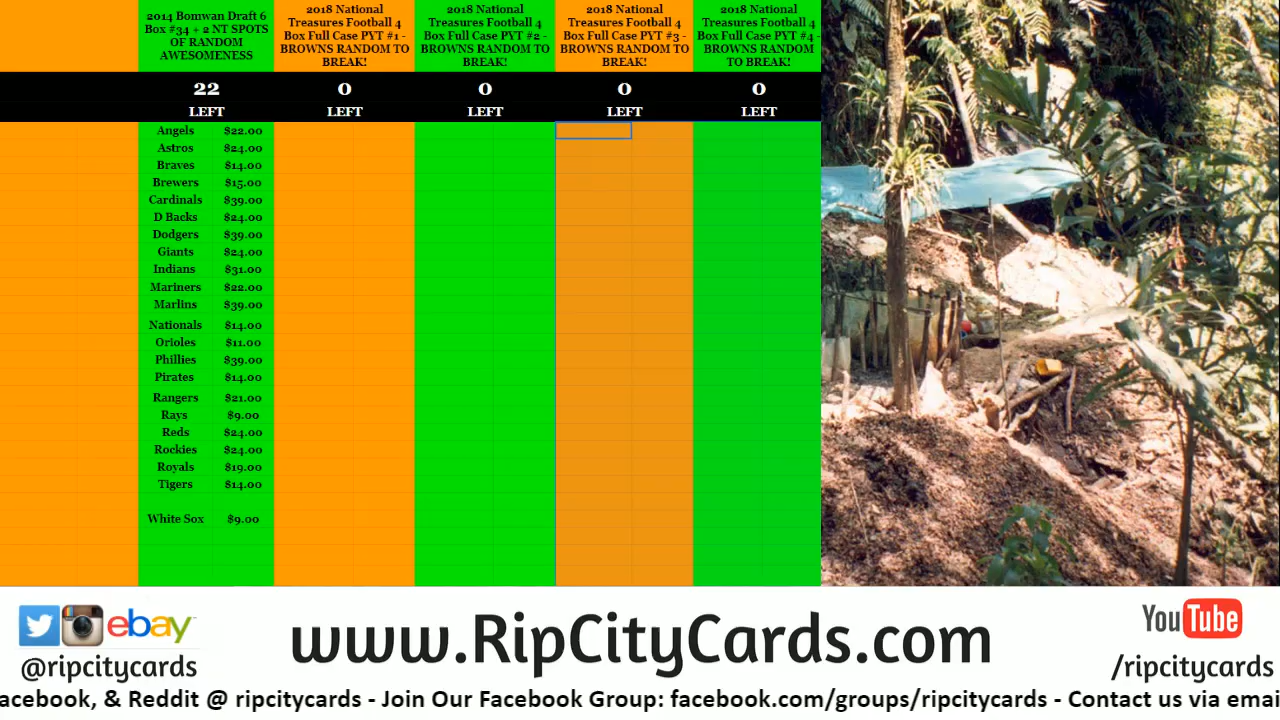 2014 Bomwan Draft 6
Box #34 + 2 NT SPOTS
OF RANDOM
AWESOMENESS
2018 National
Treasures Football 4
Box Full Case PYT #1 -
BROWNS RANDOM TO
BREAK!
2018 National
Treasures Football 4
Box Full Case PYT #2 -
BROWNS RANDOM TO
BREAK!
2018 National
Treasures Football 4
Box Full Case PYT #3 -
BROWNS RANDOM TO
BREAK!
2018 National
Treasures Football 4
Box Full Case PYT #4 -
BROWNS RANDOM
TO BREAK!
22 0 0 0 0
LEFT LEFT LEFT LEFT LEFT
Angels $22.00
Astros $24.00
Braves $14.00
Brewers $15.00
Cardinals $39.00
D Backs $24.00
Dodgers $39.00
Giants $24.00
Indians $31.00
Mariners $22.00
Marlins $39.00
Nationals $14.00
Orioles $11.00
Phillies $39.00
Pirates $14.00
Rangers $21.00
Rays $9.00
Reds $24.00
Rockies $24.00
Royals $19.00
Tigers $14.00
White Sox $9.00
ebay
@ripcitycards
www.RipCityCards.com
YouTube
/ripcitycards
acebook, & Reddit @ ripcitycards - Join Our Facebook Group: facebook.com/groups/ripcitycards - Contact us via emai